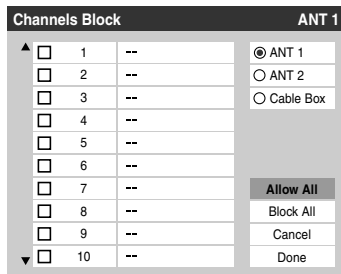 Channels Block ANT 1
1 -- ANT 1
2 -- ANT 2
3 -- Cable Box
4 --
5 --
6 --
7 -- Allow All
8 -- Block All
9 -- Cancel
10 -- Done